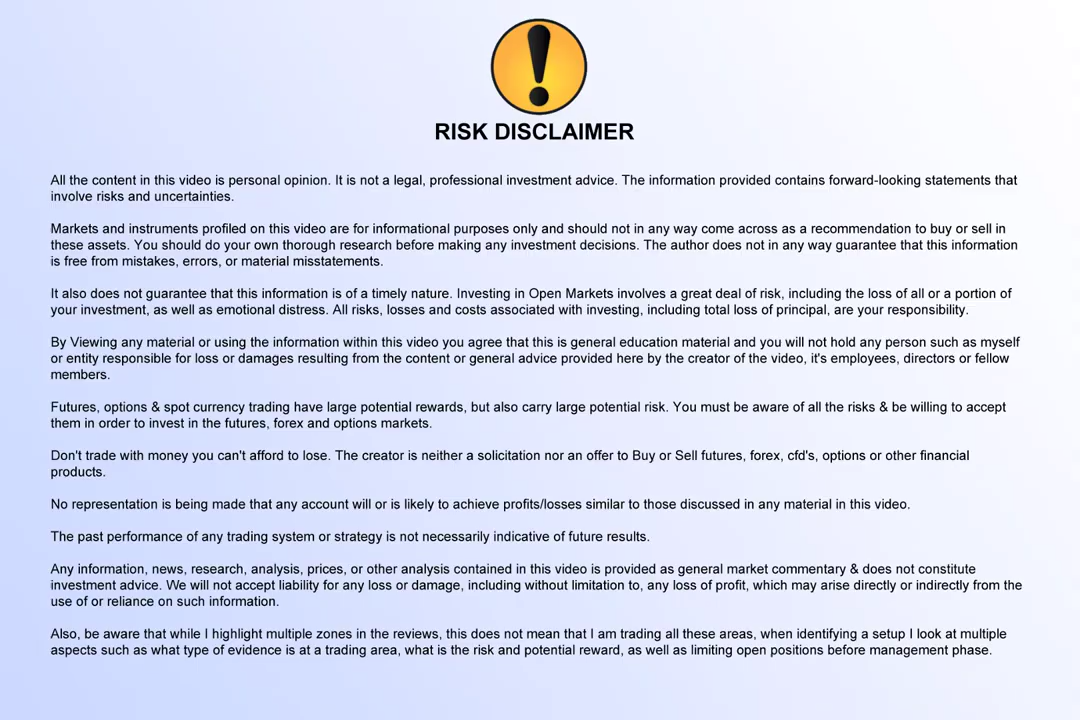 RISK DISCLAIMER
All the content in this video is personal opinion. It is not a legal, professional investment advice. The information provided contains forward-looking statements that
involve risks and uncertainties.
Markets and instruments profiled on this video are for informational purposes only and should not in any way come across as a recommendation to buy or sell in
these assets. You should do your own thorough research before making any investment decisions. The author does not in any way guarantee that this information
is free from mistakes, errors, or material misstatements.
It also does not guarantee that this information is of a timely nature. Investing in Open Markets involves a great deal of risk, including the loss of all or a portion of
your investment, as well as emotional distress. All risks, losses and costs associated with investing, including total loss of principal, are your responsibility.
By Viewing any material or using the information within this video you agree that this is general education material and you will not hold any person such as myself
or entity responsible for loss or damages resulting from the content or general advice provided here by the creator of the video, it's employees, directors or fellow
members.
Futures, options & spot currency trading have large potential rewards, but also carry large potential risk. You must be aware of all the risks & be willing to accept
them in order to invest in the futures, forex and options markets.
Don't trade with money you can't afford to lose. The creator is neither a solicitation nor an offer to Buy or Sell futures, forex, cfd's, options or other financial
products.
No representation is being made that any account will or is likely to achieve profits/losses similar to those discussed in any material in this video.
The past performance of any trading system or strategy is not necessarily indicative of future results.
Any information, news, research, analysis, prices, or other analysis contained in this video is provided as general market commentary & does not constitute
investment advice. We will not accept liability for any loss or damage, including without limitation to, any loss of profit, which may arise directly or indirectly from the
use of or reliance on such information.
Also, be aware that while I highlight multiple zones in the reviews, this does not mean that I am trading all these areas, when identifying a setup I look at multiple
aspects such as what type of evidence is at a trading area, what is the risk and potential reward, as well as limiting open positions before management phase.